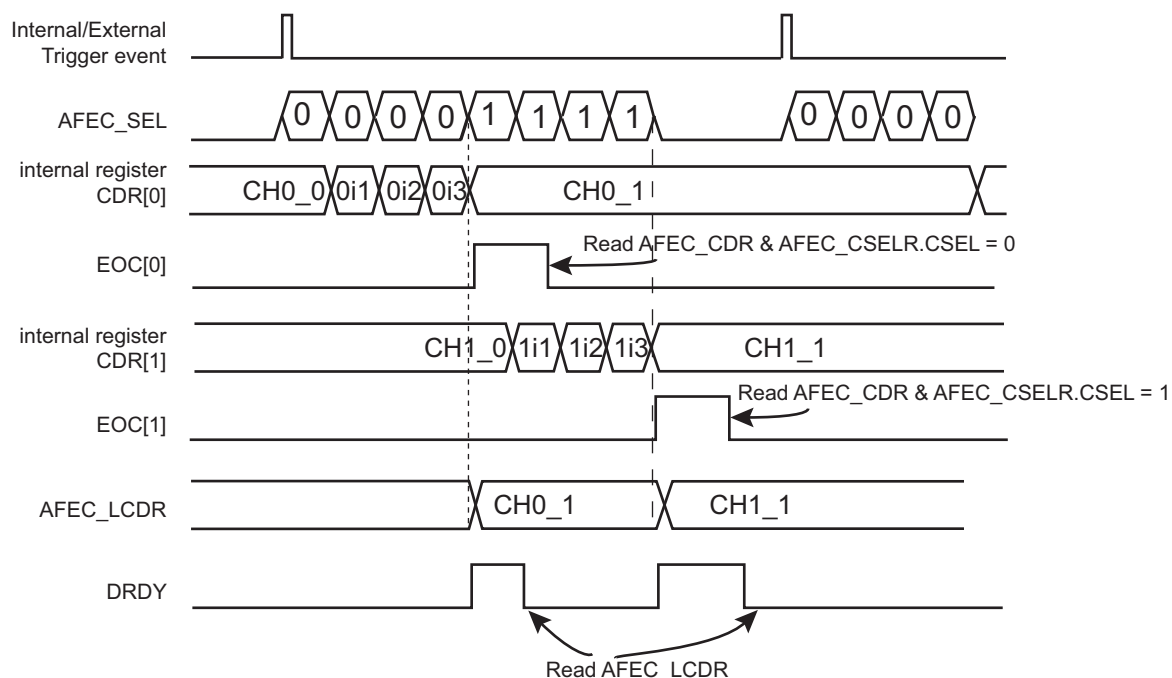 Internal/External
Trigger event
AFEC_SEL 0 0 0 0 1 1 1 1 0 0 0 0
internal register
CDR[0] CH0_0 0i1 0i2 0i3 CH0_1
Read AFEC_CDR & AFEC_CSELR.CSEL = 0
EOC[0]
internal register
CDR[1] CH1_0 1i1 1i2 1i3 CH1_1
Read AFEC_CDR & AFEC_CSELR.CSEL = 1
EOC[1]
AFEC_LCDR CH0_1 CH1_1
DRDY
Read AFEC_LCDR